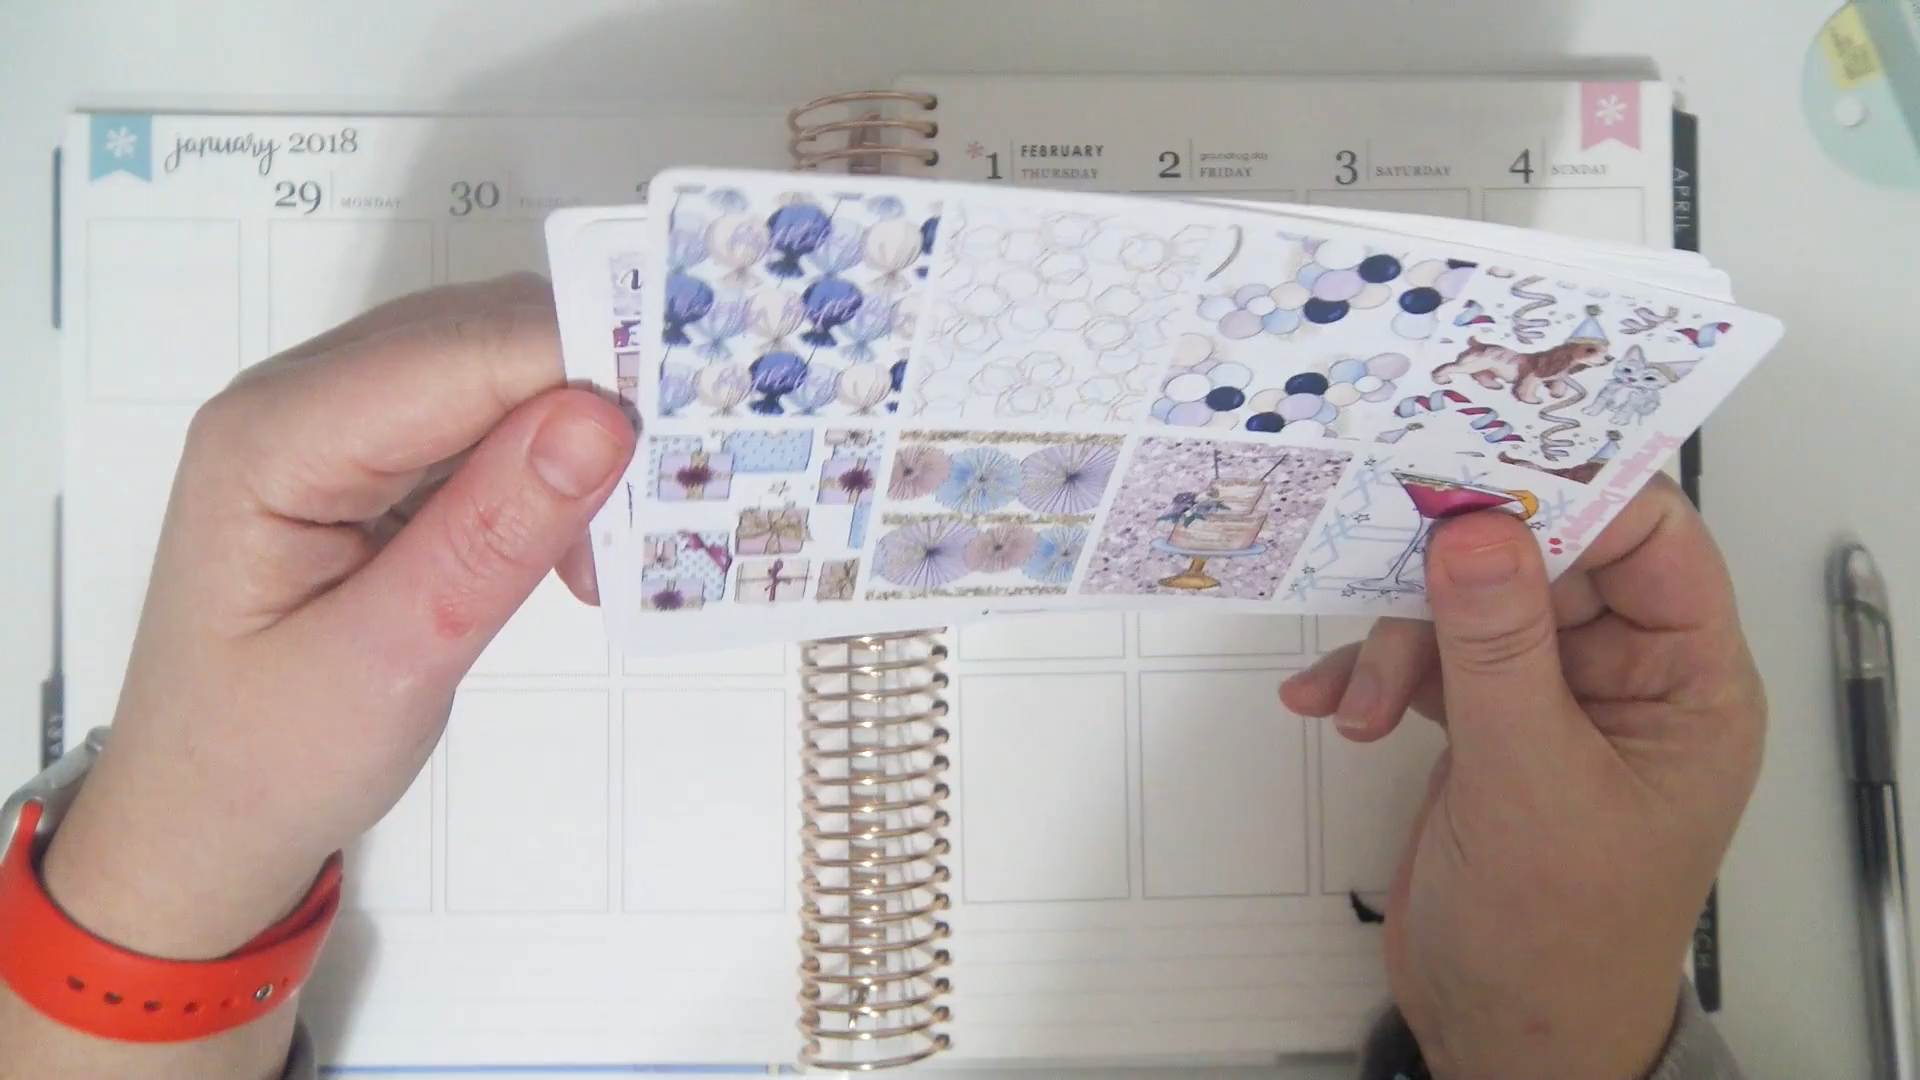 january 2018
29 MONDAY
30
1 FEBRUARY
THURSDAY
2 groundhog day
FRIDAY
3 SATURDAY
4 SUNDAY
APRIL